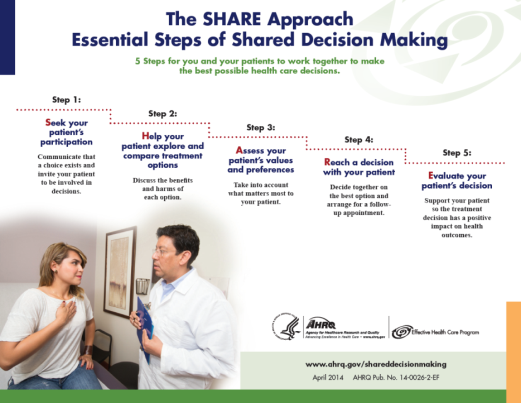 The SHARE Approach
Essential Steps of Shared Decision Making
5 Steps for you and your patients to work together to make
the best possible health care decisions.
Step 1:
Seek your
patient's
participation
Communicate that
a choice exists and
invite your patient
to be involved in
decisions.
Step 2:
Help your
patient explore and
compare treatment
options
Discuss the benefits
and harms of
each option.
Step 3:
Assess your
patient's values
and preferences
Take into account
what matters most to
your patient.
Step 4:
Reach a decision
with your patient
Decide together on
the best option and
arrange for a follow-
up appointment.
Step 5:
Evaluate your
patient's decision
Support your patient
so the treatment
decision has a positive
impact on health
outcomes.
AHRQ
Agency for Healthcare Research and Quality
Advancing Excellence in Health Care • www.ahrq.gov
Effective Health Care Program
www.ahrq.gov/shareddecisionmaking
April 2014 AHRQ Pub. No. 14-0026-2-EF